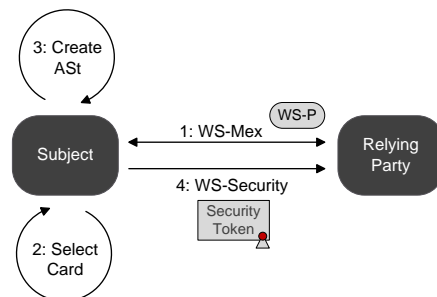 3: Create
ASt
WS-P
1: WS-Mex
Subject
Relying
Party
4: WS-Security
Security
Token
2: Select
Card